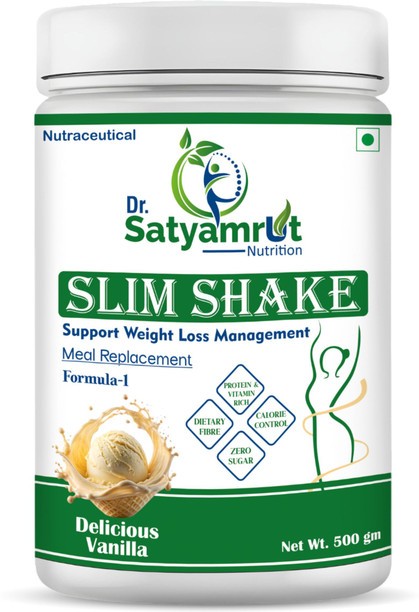 Nutraceutical
Dr.
Satyamrut
Nutrition
SLIM SHAKE
Support Weight Loss Management
Meal Replacement
Formula-1
PROTEIN &
VITAMIN
RICH
DIETARY
FIBRE
CALORIE
CONTROL
ZERO
SUGAR
Delicious
Vanilla
Net Wt. 500 gm